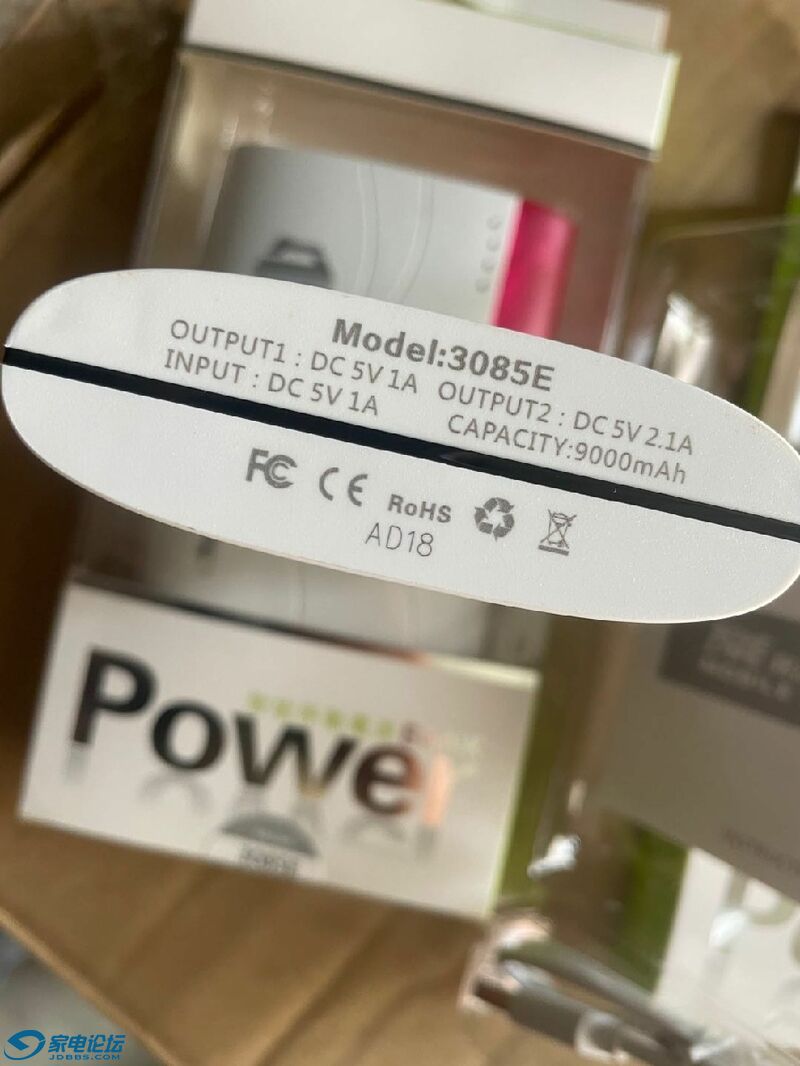 Model:3085E
OUTPUT1 : DC 5V 1A OUTPUT2 : DC 5V 2.1A
INPUT : DC 5V 1A CAPACITY:9000mAh
FC CE RoHS
AD18
Power
家电论坛
JDBBS.COM